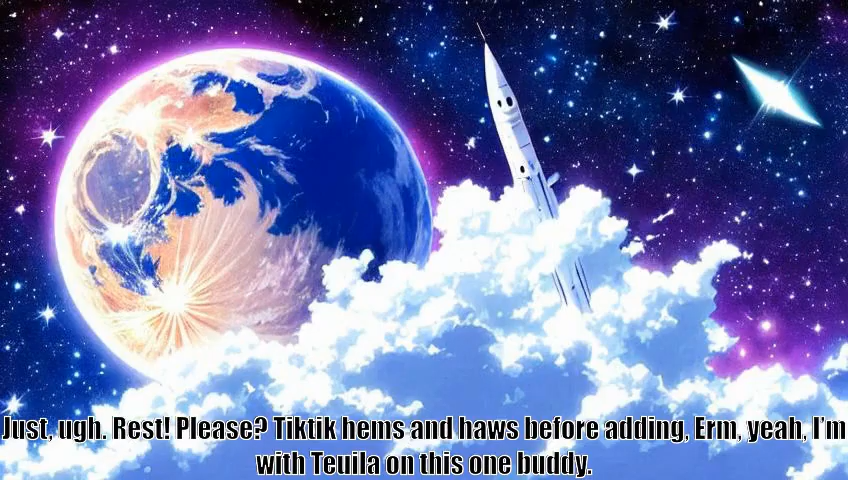 Just, ugh. Rest! Please? Tiktik hems and haws before adding, Erm, yeah, I'm
with Teuila on this one buddy.